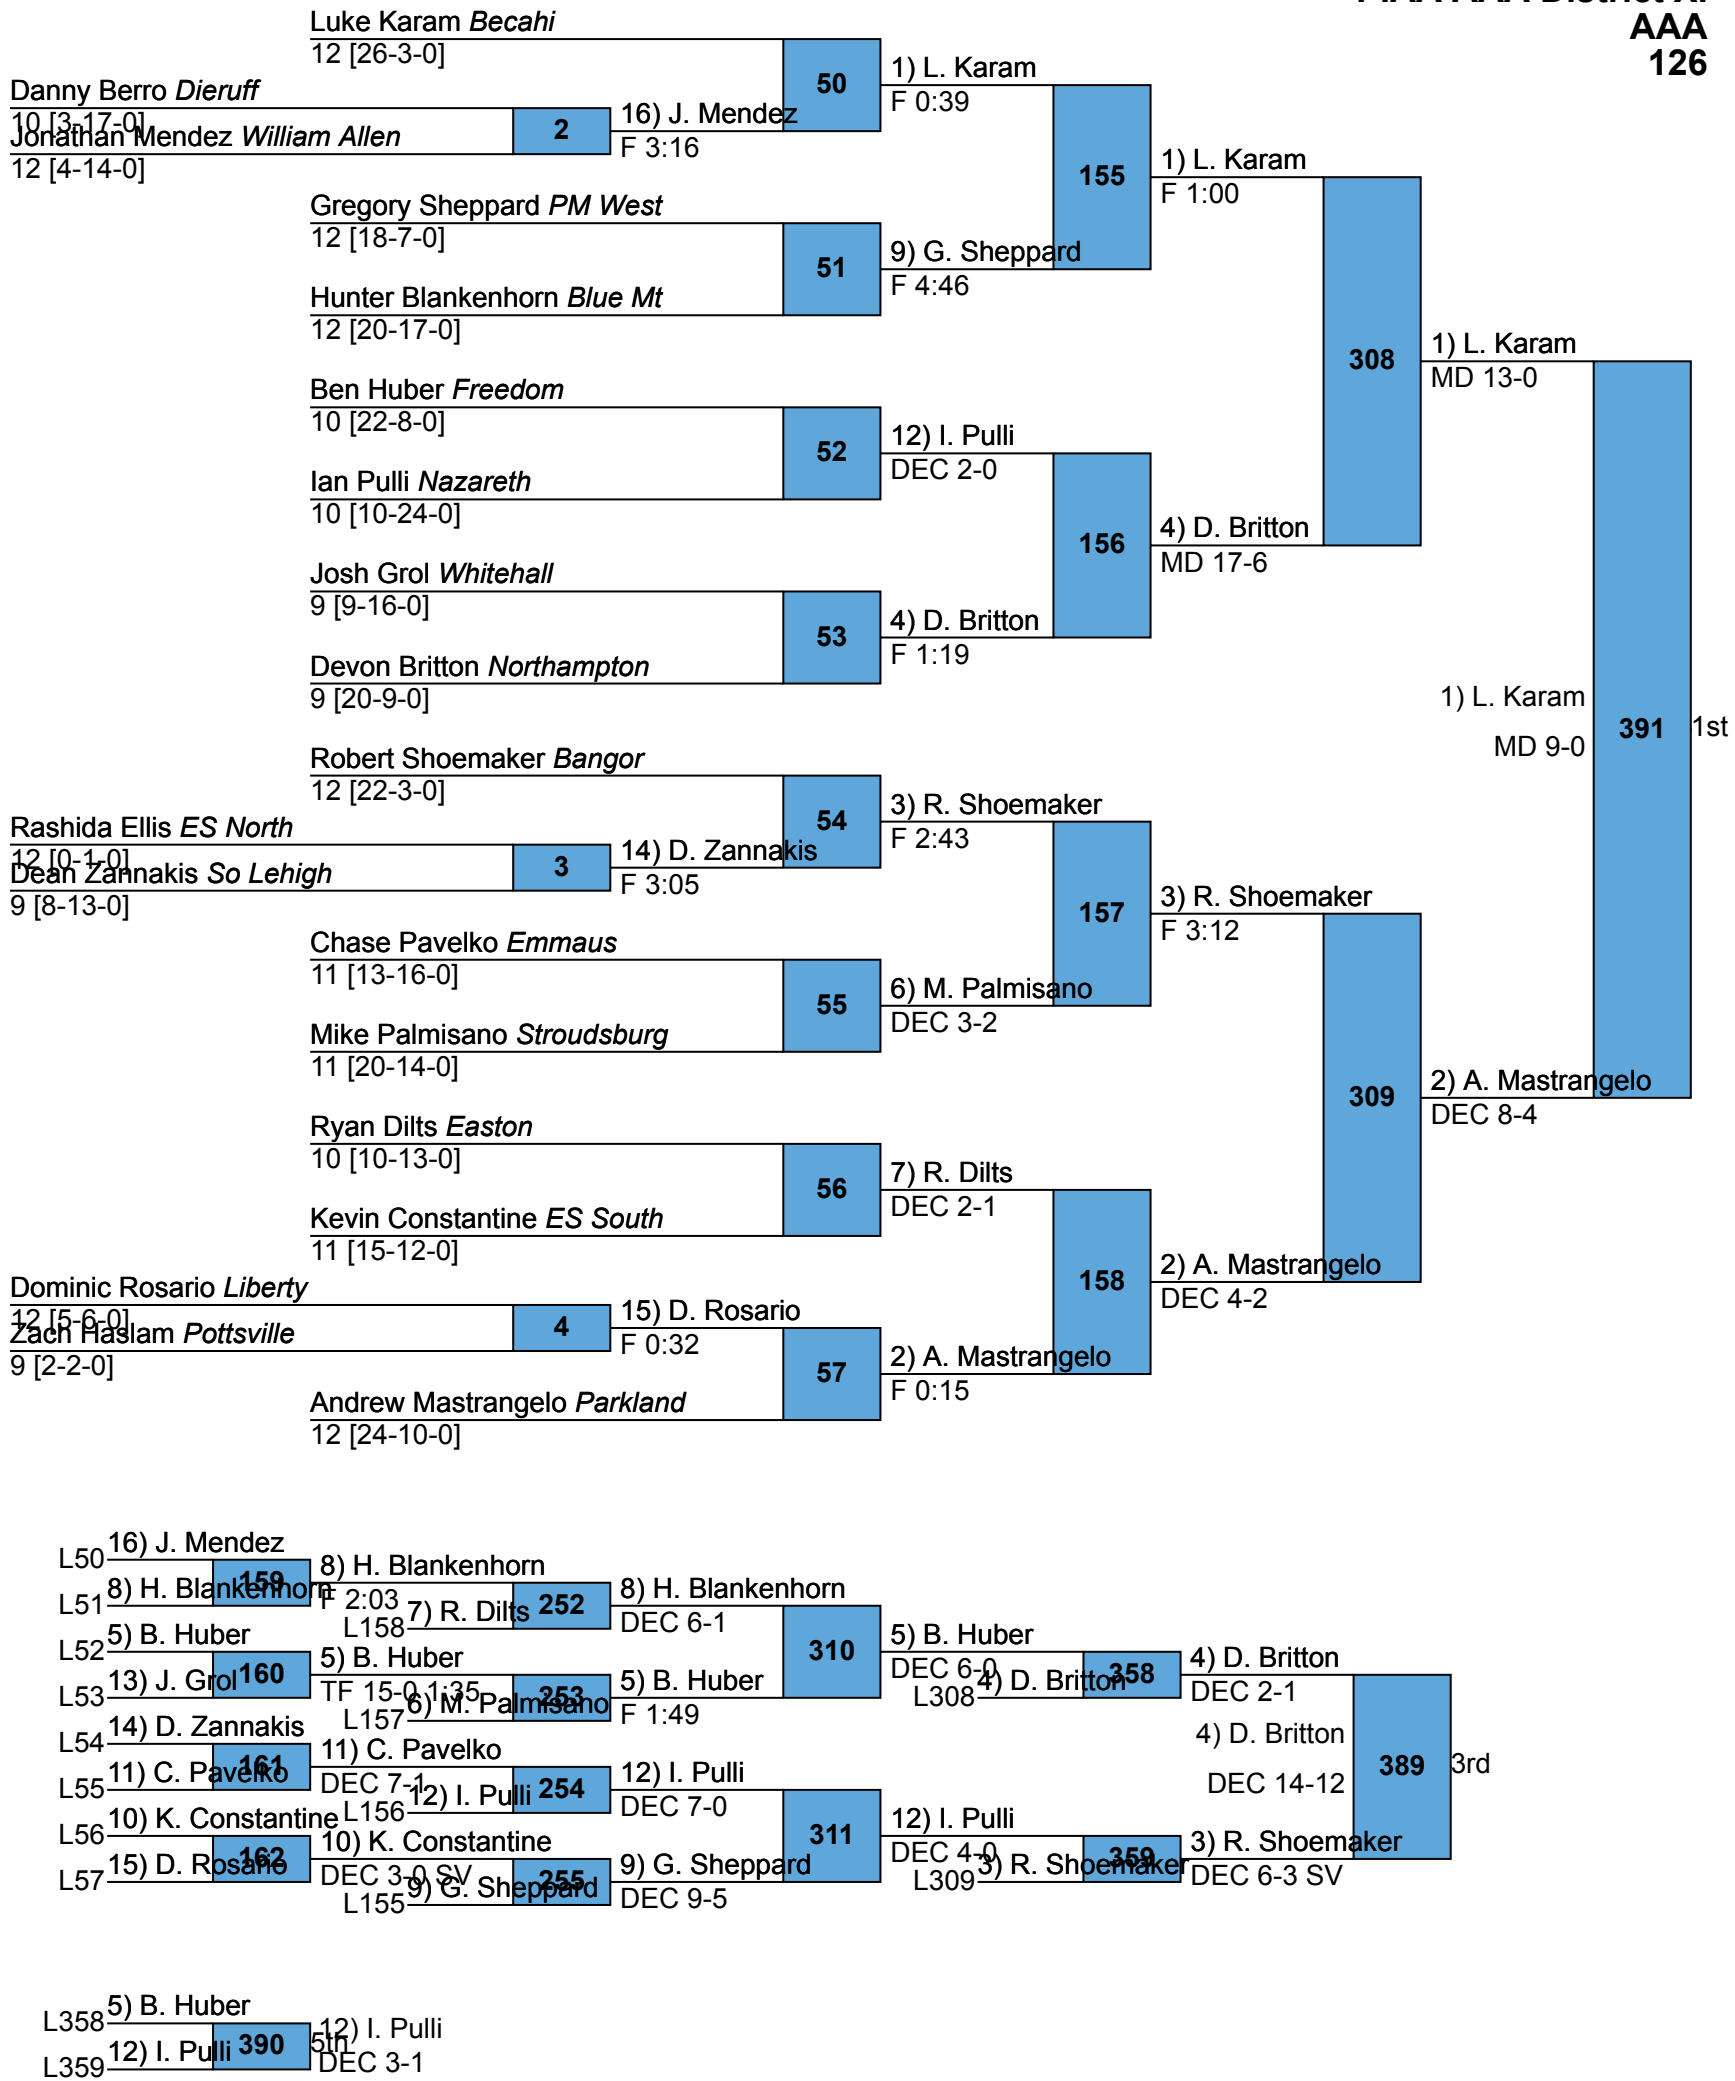 AAA
126
Luke Karam Becahi
12 [26-3-0]
Danny Berro Dieruff
10 [3-17-0]
Jonathan Mendez William Allen
12 [4-14-0]
2
16) J. Mendez
F 3:16
50
1) L. Karam
F 0:39
Gregory Sheppard PM West
12 [18-7-0]
Hunter Blankenhorn Blue Mt
12 [20-17-0]
51
9) G. Sheppard
F 4:46
155
1) L. Karam
F 1:00
Ben Huber Freedom
10 [22-8-0]
Ian Pulli Nazareth
10 [10-24-0]
52
12) I. Pulli
DEC 2-0
Josh Grol Whitehall
9 [9-16-0]
Devon Britton Northampton
9 [20-9-0]
53
4) D. Britton
F 1:19
156
4) D. Britton
MD 17-6
308
1) L. Karam
MD 13-0
Robert Shoemaker Bangor
12 [22-3-0]
Rashida Ellis ES North
12 [0-1-0]
Dean Zannakis So Lehigh
9 [8-13-0]
3
14) D. Zannakis
F 3:05
54
3) R. Shoemaker
F 2:43
Chase Pavelko Emmaus
11 [13-16-0]
Mike Palmisano Stroudsburg
11 [20-14-0]
55
6) M. Palmisano
DEC 3-2
157
3) R. Shoemaker
F 3:12
Ryan Dilts Easton
10 [10-13-0]
Kevin Constantine ES South
11 [15-12-0]
56
7) R. Dilts
DEC 2-1
Dominic Rosario Liberty
12 [5-6-0]
Zach Haslam Pottsville
9 [2-2-0]
4
15) D. Rosario
F 0:32
Andrew Mastrangelo Parkland
12 [24-10-0]
57
2) A. Mastrangelo
F 0:15
158
2) A. Mastrangelo
DEC 4-2
309
2) A. Mastrangelo
DEC 8-4
1) L. Karam
MD 9-0
391
1st
L50
16) J. Mendez
L51
8) H. Blankenhorn
159
8) H. Blankenhorn
F 2:03
L158
7) R. Dilts
252
8) H. Blankenhorn
DEC 6-1
L52
5) B. Huber
L53
13) J. Grol
160
5) B. Huber
TF 15-0 1:35
L157
6) M. Palmisano
253
5) B. Huber
F 1:49
310
5) B. Huber
DEC 6-0
L308
4) D. Britton
358
4) D. Britton
DEC 2-1
L54
14) D. Zannakis
L55
11) C. Pavelko
161
11) C. Pavelko
DEC 7-1
L156
12) I. Pulli
254
12) I. Pulli
DEC 7-0
L56
10) K. Constantine
L57
15) D. Rosario
162
10) K. Constantine
DEC 3-0 SV
L155
9) G. Sheppard
255
9) G. Sheppard
DEC 9-5
311
12) I. Pulli
DEC 4-0
L309
3) R. Shoemaker
359
3) R. Shoemaker
DEC 6-3 SV
4) D. Britton
DEC 14-12
389
3rd
L358
5) B. Huber
L359
12) I. Pulli
390
5th
12) I. Pulli
DEC 3-1